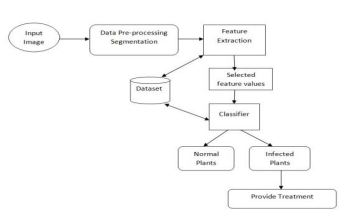 Input
Image
Data Pre-processing
Segmentation
Feature
Extraction
Dataset
Selected
feature values
Classifier
Normal
Plants
Infected
Plants
Provide Treatment